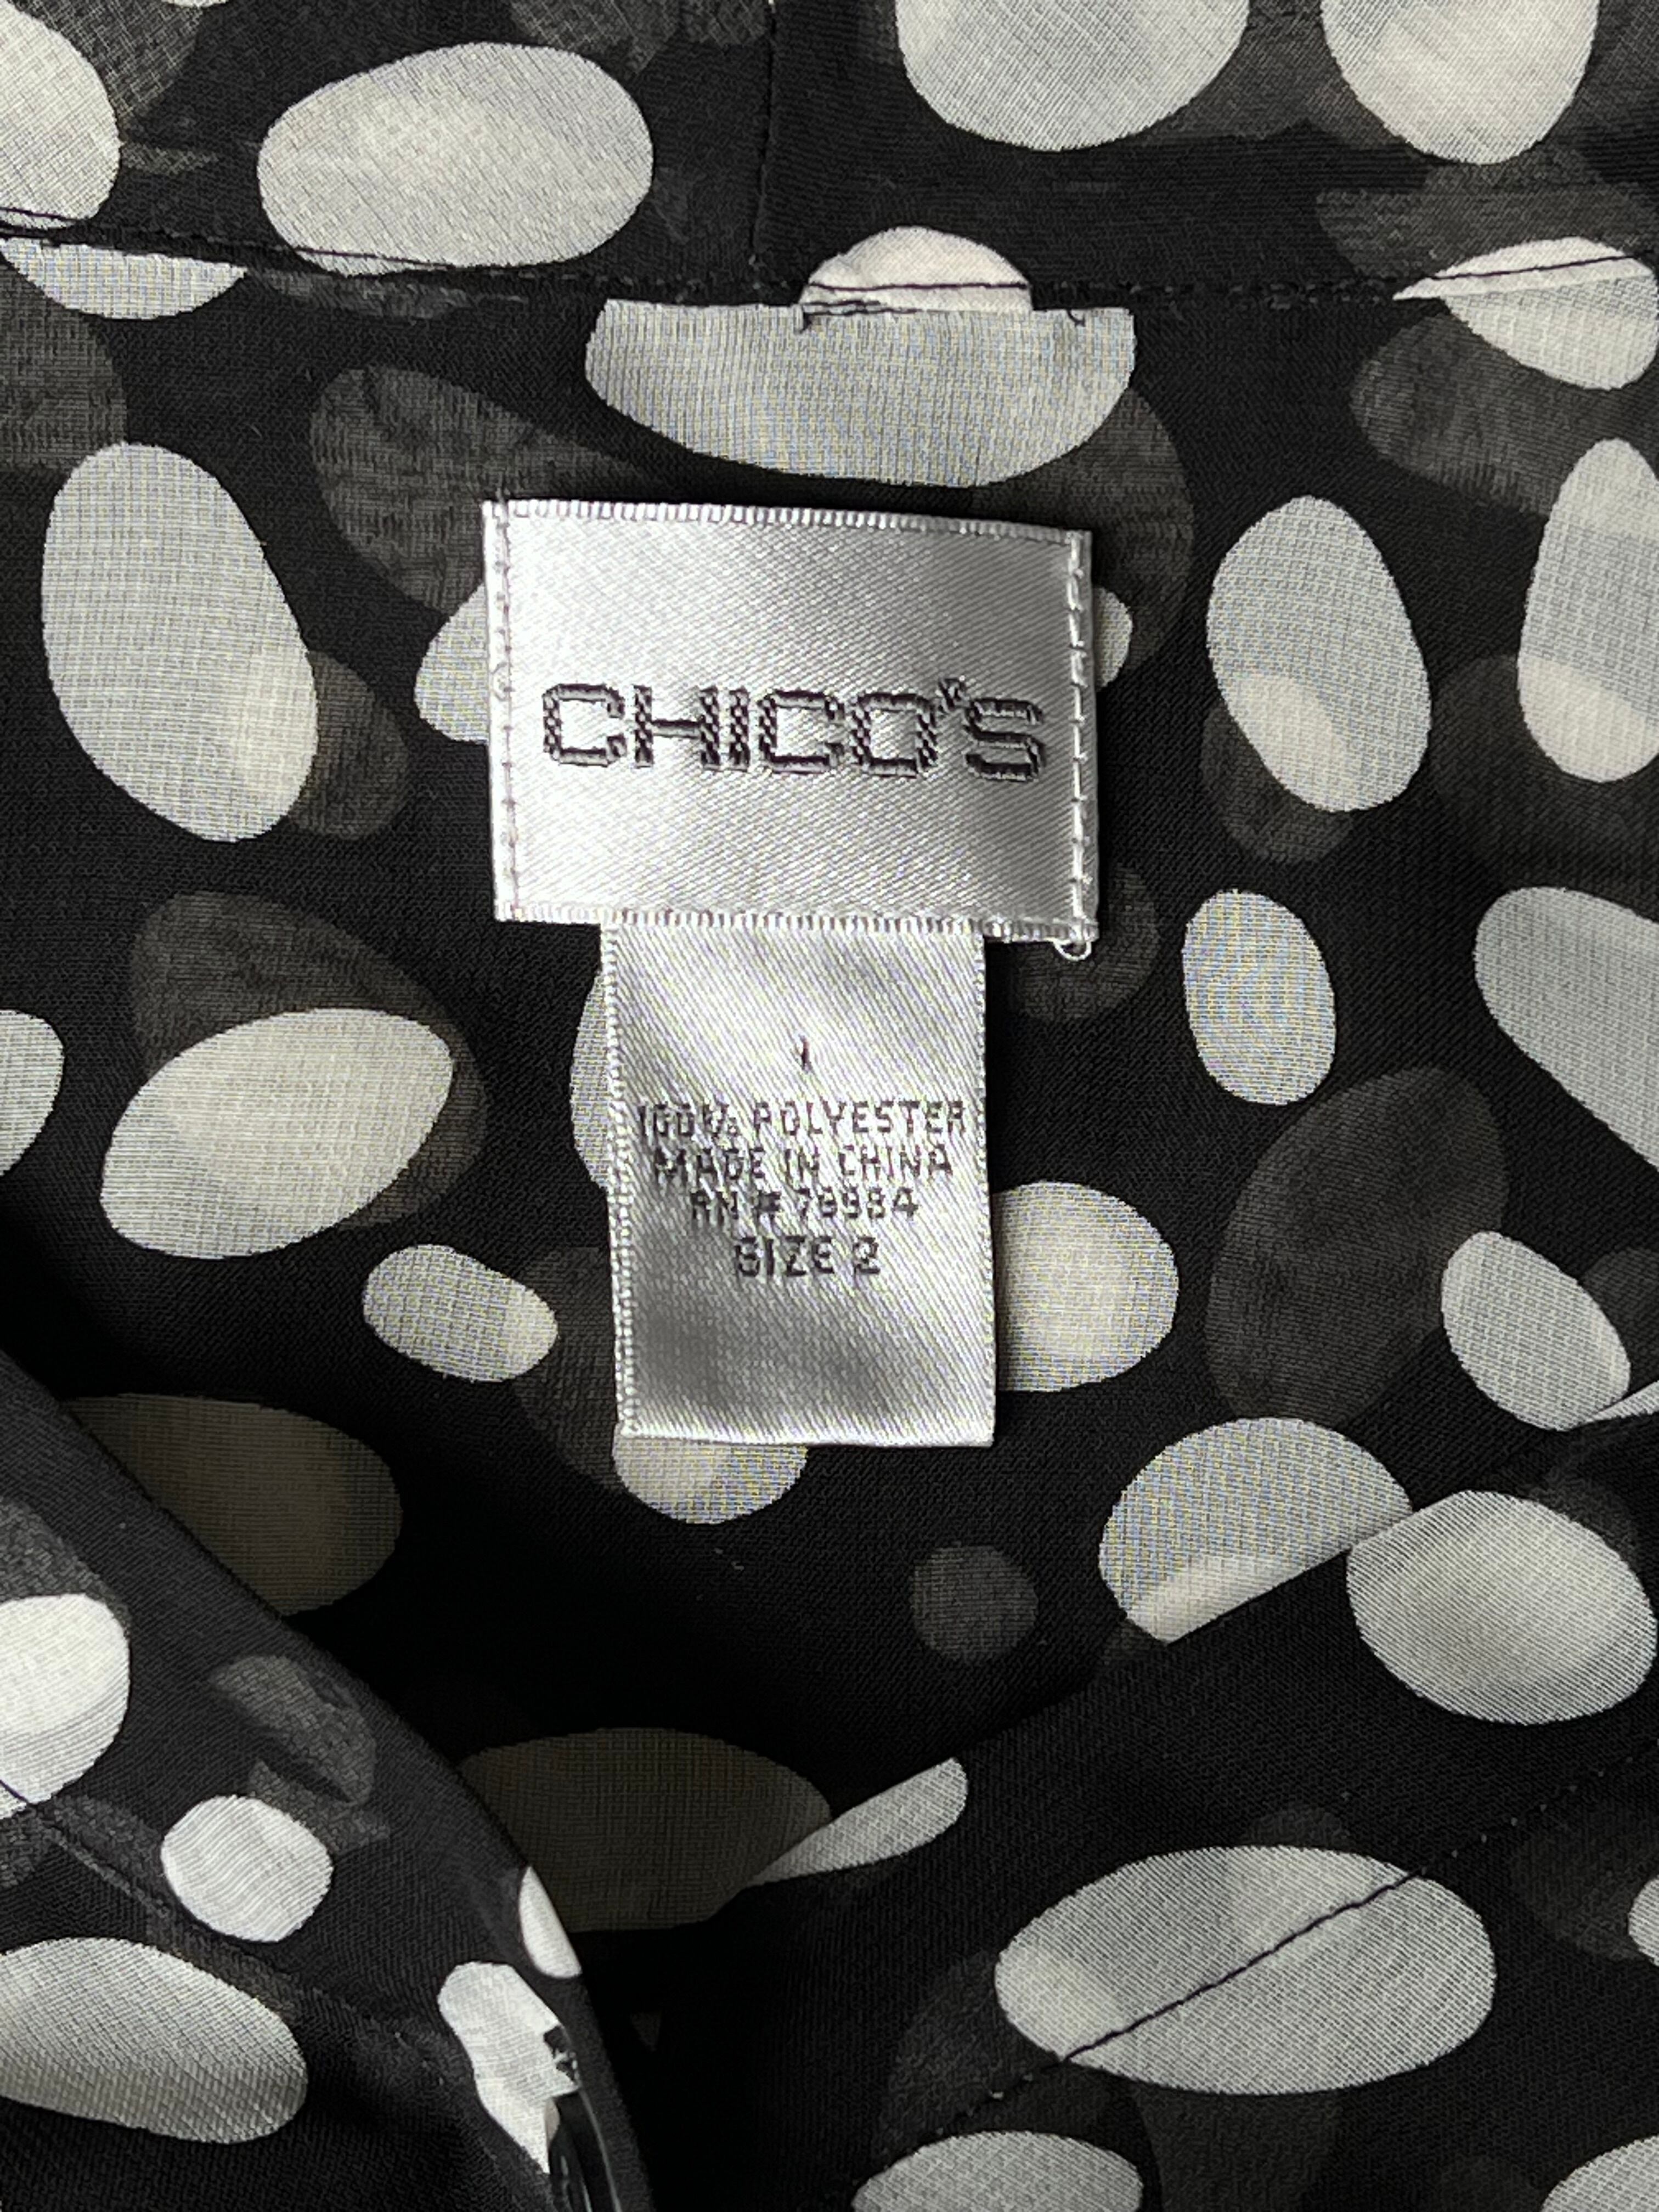 CHICO'S
100% POLYESTER
MADE IN CHINA
RN # 79984
SIZE 2